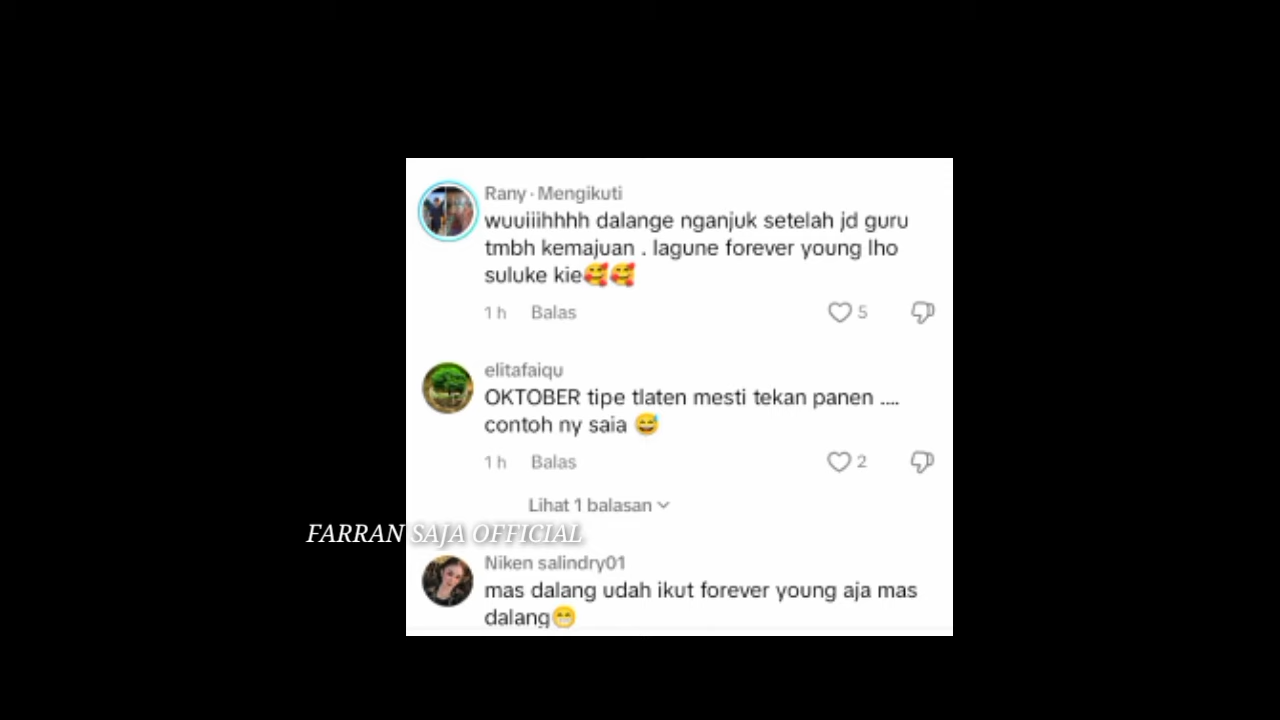 Rany · Mengikuti
wuuiiihhhh dalange nganjuk setelah jd guru
tmbh kemajuan . lagune forever young lho
suluke kie🥰🥰
1 h Balas 5
elitafaiqu
OKTOBER tipe tlaten mesti tekan panen ....
contoh ny saia 😅
1 h Balas 2
Lihat 1 balasan
FARRAN SAJA OFFICIAL
Niken salindry01
mas dalang udah ikut forever young aja mas
dalang😁